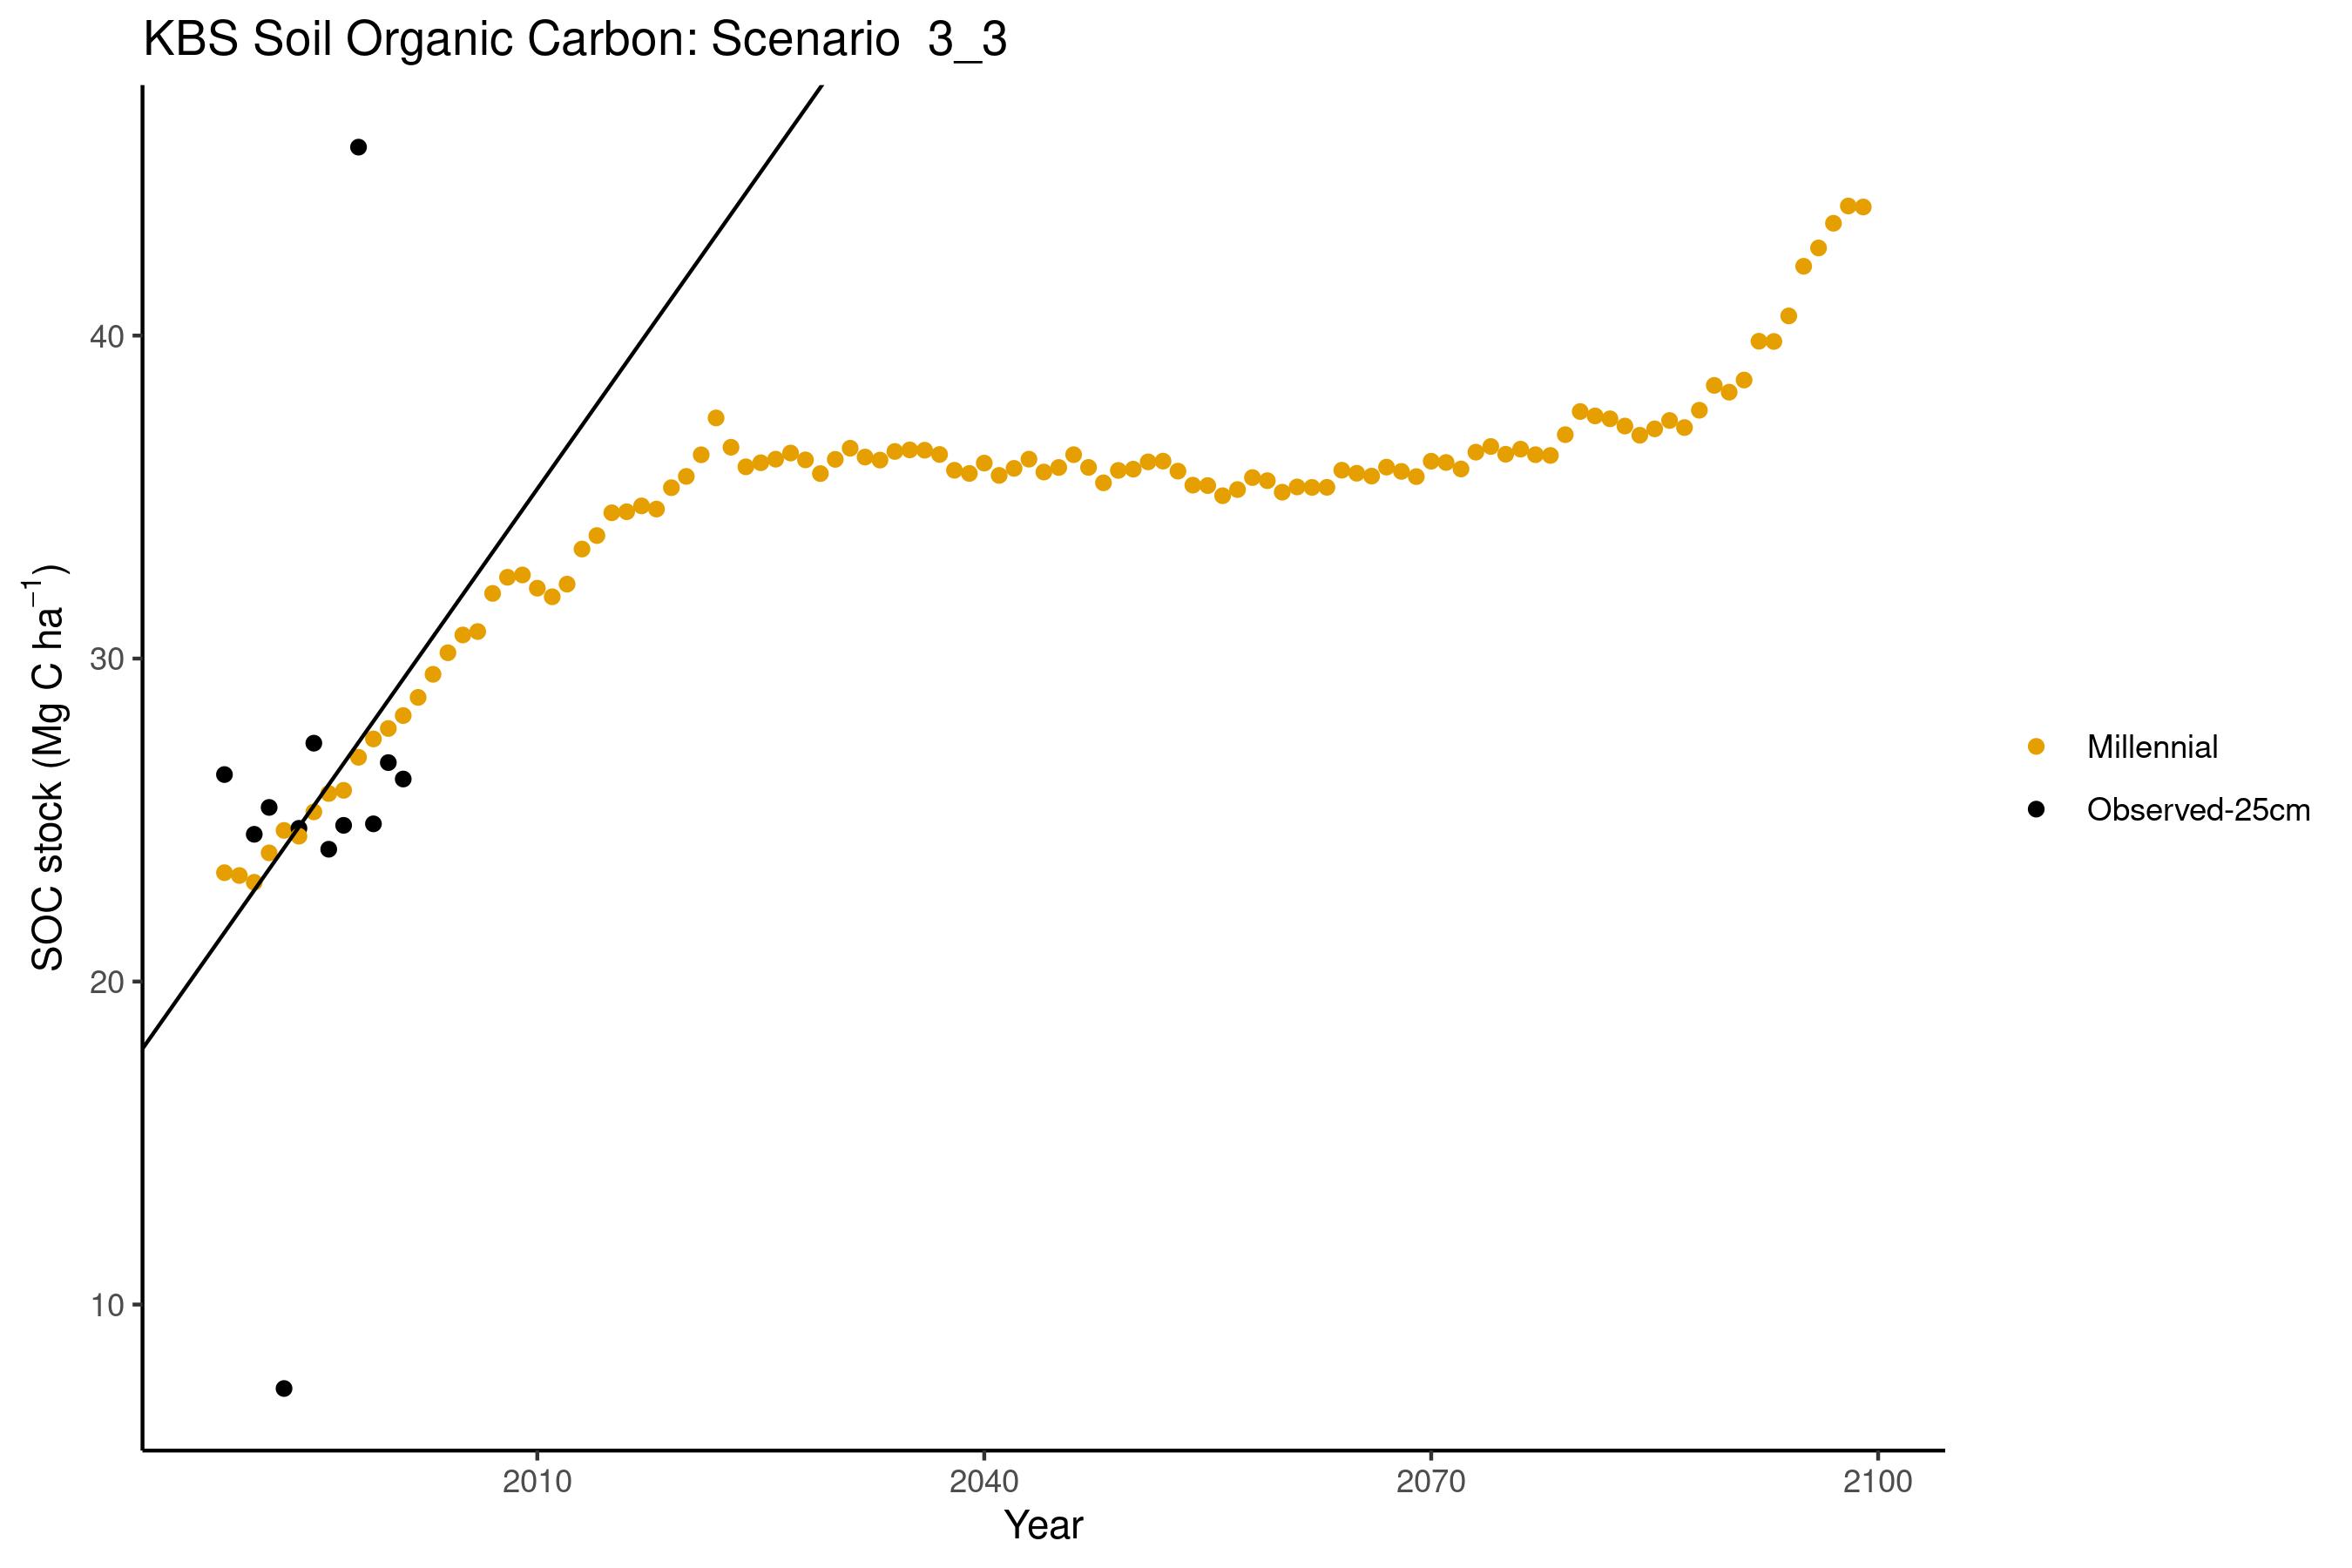 KBS Soil Organic Carbon: Scenario  3_3
SOC stock (Mg C ha⁻¹)
40
30
20
10
2010
2040
2070
2100
Year
Millennial
Observed-25cm